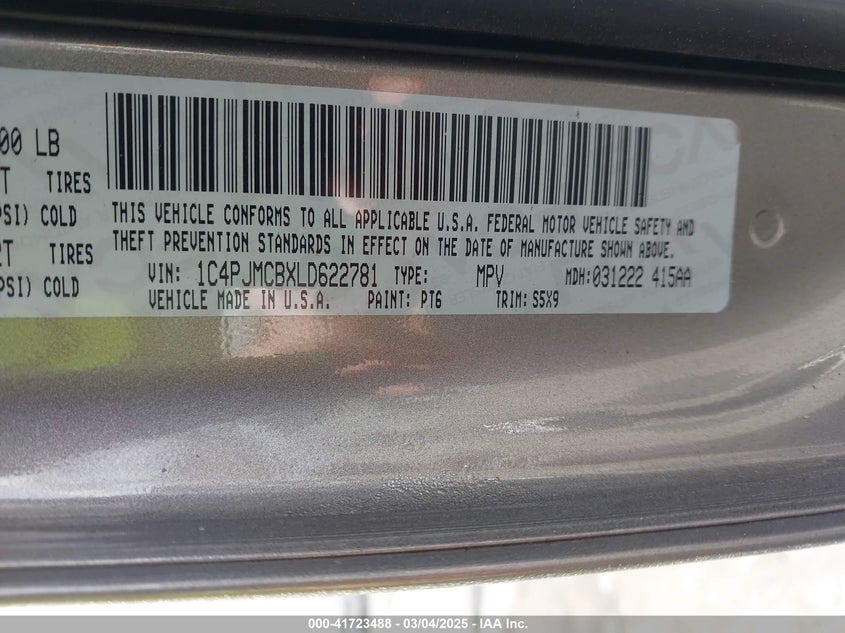 00 LB
T TIRES
PSI) COLD
THIS VEHICLE CONFORMS TO ALL APPLICABLE U.S.A. FEDERAL MOTOR VEHICLE SAFETY AND
THEFT PREVENTION STANDARDS IN EFFECT ON THE DATE OF MANUFACTURE SHOWN ABOVE.
2T TIRES
PSI) COLD
VIN: 1C4PJMCBXLD622781 TYPE: MPV MDH:031222 415AA
VEHICLE MADE IN U.S.A. PAINT: PT6 TRIM: S5X9
000-41723488 — 03/04/2025 — © IAA Inc.